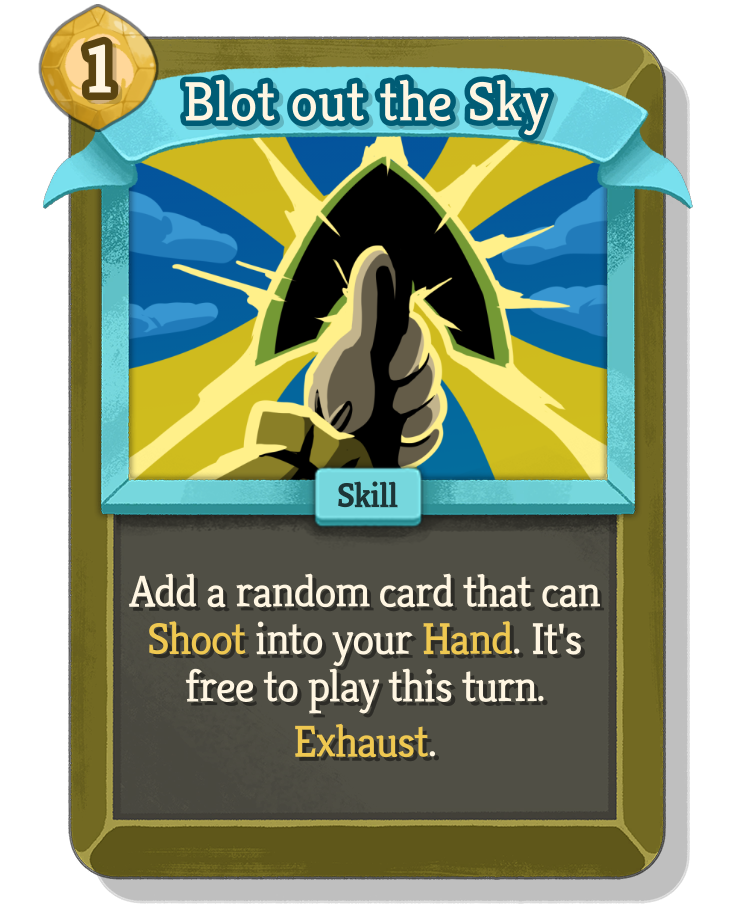 1
Blot out the Sky
Skill
Add a random card that can
Shoot into your Hand. It's
free to play this turn.
Exhaust.